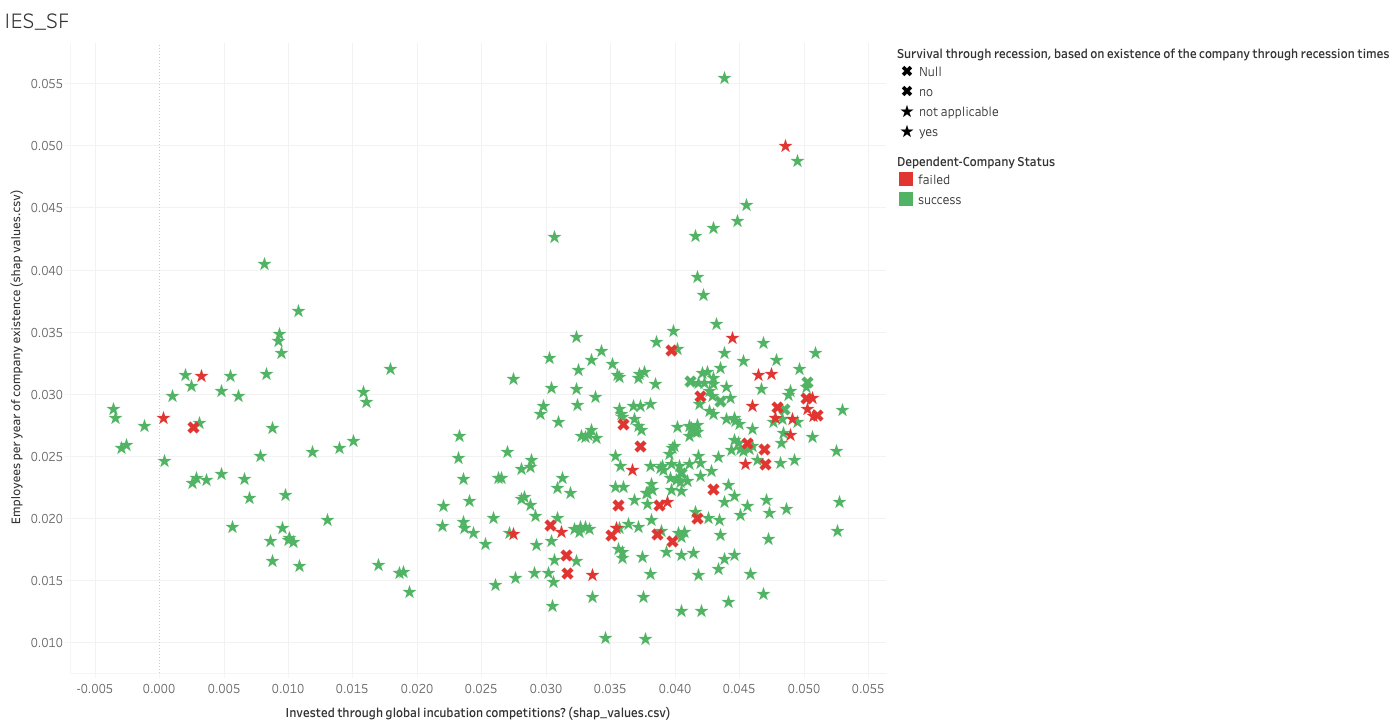 IES_SF
Survival through recession, based on existence of the company through recession times
Null
no
not applicable
yes
Dependent-Company Status
failed
success
Employees per year of company existence (shap values.csv)
0.055
0.050
0.045
0.040
0.035
0.030
0.025
0.020
0.015
0.010
-0.005 0.000 0.005 0.010 0.015 0.020 0.025 0.030 0.035 0.040 0.045 0.050 0.055
Invested through global incubation competitions? (shap_values.csv)